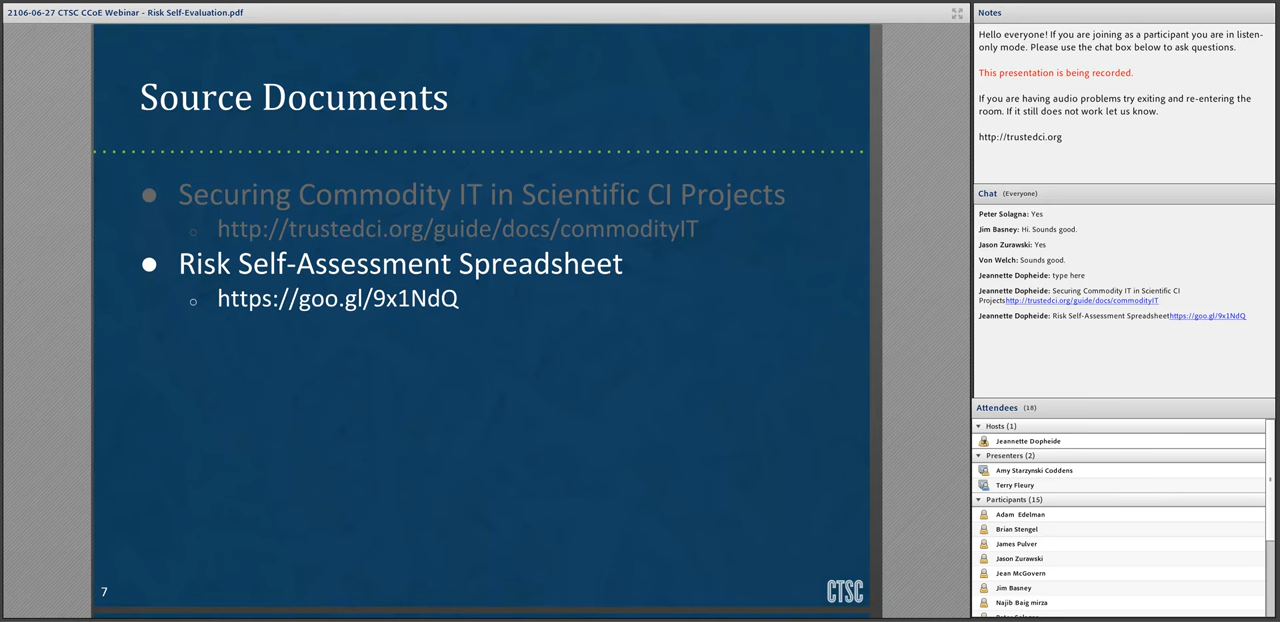 2106-06-27 CTSC CCoE Webinar - Risk Self-Evaluation.pdf
Source Documents
Securing Commodity IT in Scientific CI Projects
http://trustedci.org/guide/docs/commodityIT
Risk Self-Assessment Spreadsheet
https://goo.gl/9x1NdQ
7
CTSC
Notes
Hello everyone! If you are joining as a participant you are in listen-
only mode. Please use the chat box below to ask questions.
This presentation is being recorded.
If you are having audio problems try exiting and re-entering the
room. If it still does not work let us know.
http://trustedci.org
Chat (Everyone)
Peter Solagna: Yes
Jim Basney: Hi. Sounds good.
Jason Zurawski: Yes
Von Welch: Sounds good.
Jeannette Dopheide: type here
Jeannette Dopheide: Securing Commodity IT in Scientific CI
Projectshttp://trustedci.org/guide/docs/commodityIT
Jeannette Dopheide: Risk Self-Assessment Spreadsheethttps://goo.gl/9x1NdQ
Attendees (18)
Hosts (1)
Jeannette Dopheide
Presenters (2)
Amy Starzynski Coddens
Terry Fleury
Participants (15)
Adam Edelman
Brian Stengel
James Pulver
Jason Zurawski
Jean McGovern
Jim Basney
Najib Baig mirza